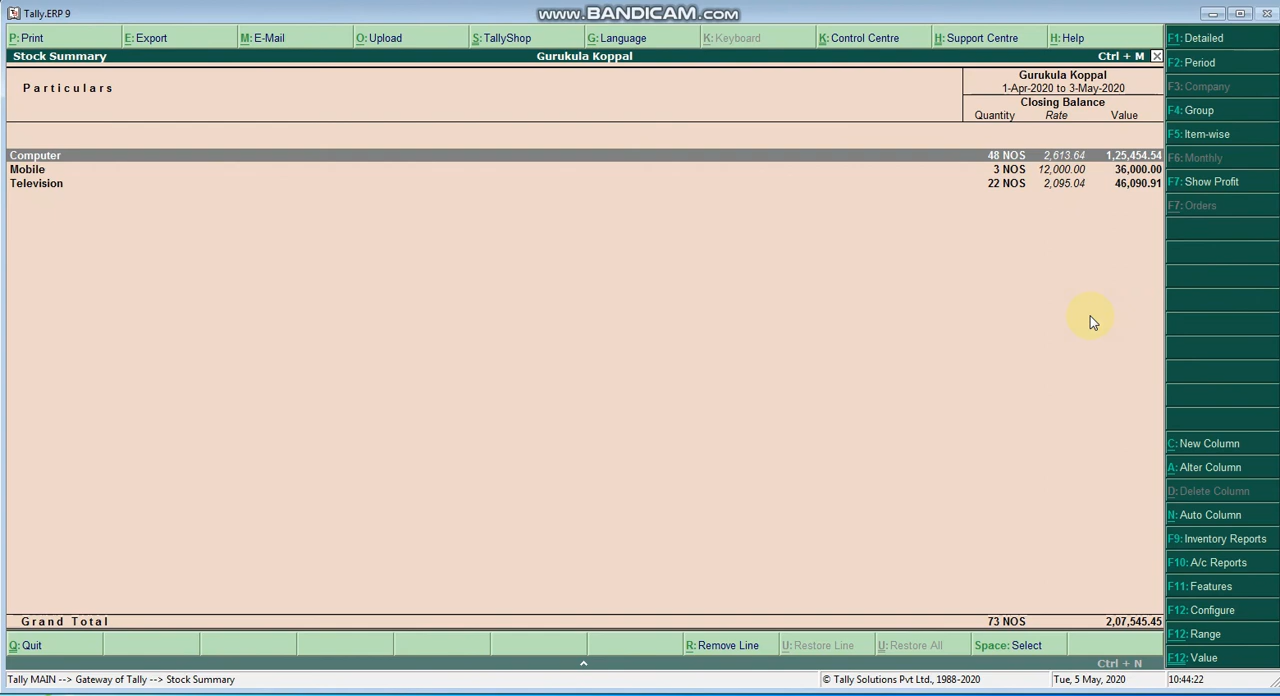 Tally.ERP 9
www.BANDICAM.com
P: Print E: Export M: E-Mail O: Upload S: TallyShop G: Language K: Keyboard K: Control Centre H: Support Centre H: Help
Stock Summary Gurukula Koppal Ctrl + M
Particulars
Gurukula Koppal
1-Apr-2020 to 3-May-2020
Closing Balance
Quantity Rate Value
Computer 48 NOS 2,613.64 1,25,454.54
Mobile 3 NOS 12,000.00 36,000.00
Television 22 NOS 2,095.04 46,090.91
Grand Total 73 NOS 2,07,545.45
Q: Quit R: Remove Line U: Restore Line U: Restore All Space: Select
Ctrl + N
Tally MAIN --> Gateway of Tally --> Stock Summary © Tally Solutions Pvt Ltd., 1988-2020 Tue, 5 May, 2020 10:44:22
F1: Detailed
F2: Period
F3: Company
F4: Group
F5: Item-wise
F6: Monthly
F7: Show Profit
F7: Orders
C: New Column
A: Alter Column
D: Delete Column
N: Auto Column
F9: Inventory Reports
F10: A/c Reports
F11: Features
F12: Configure
F12: Range
F12: Value